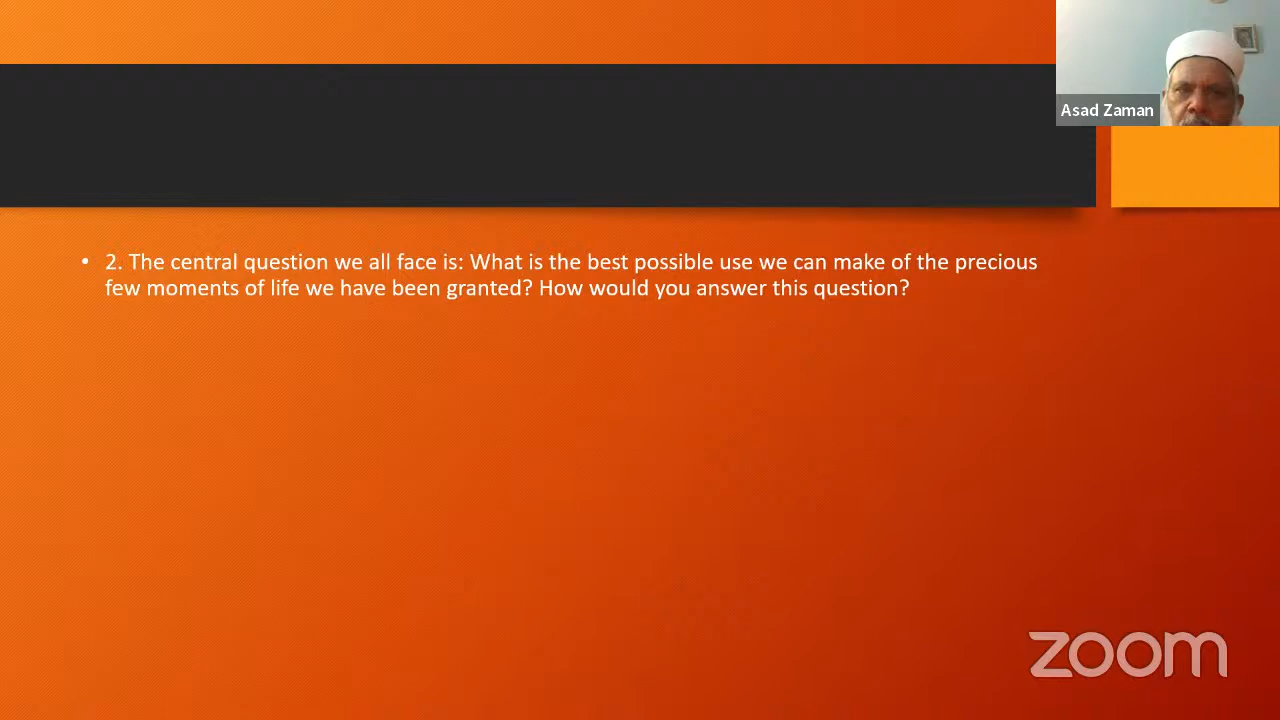 Asad Zaman
• 2. The central question we all face is: What is the best possible use we can make of the precious
few moments of life we have been granted? How would you answer this question?
zoom